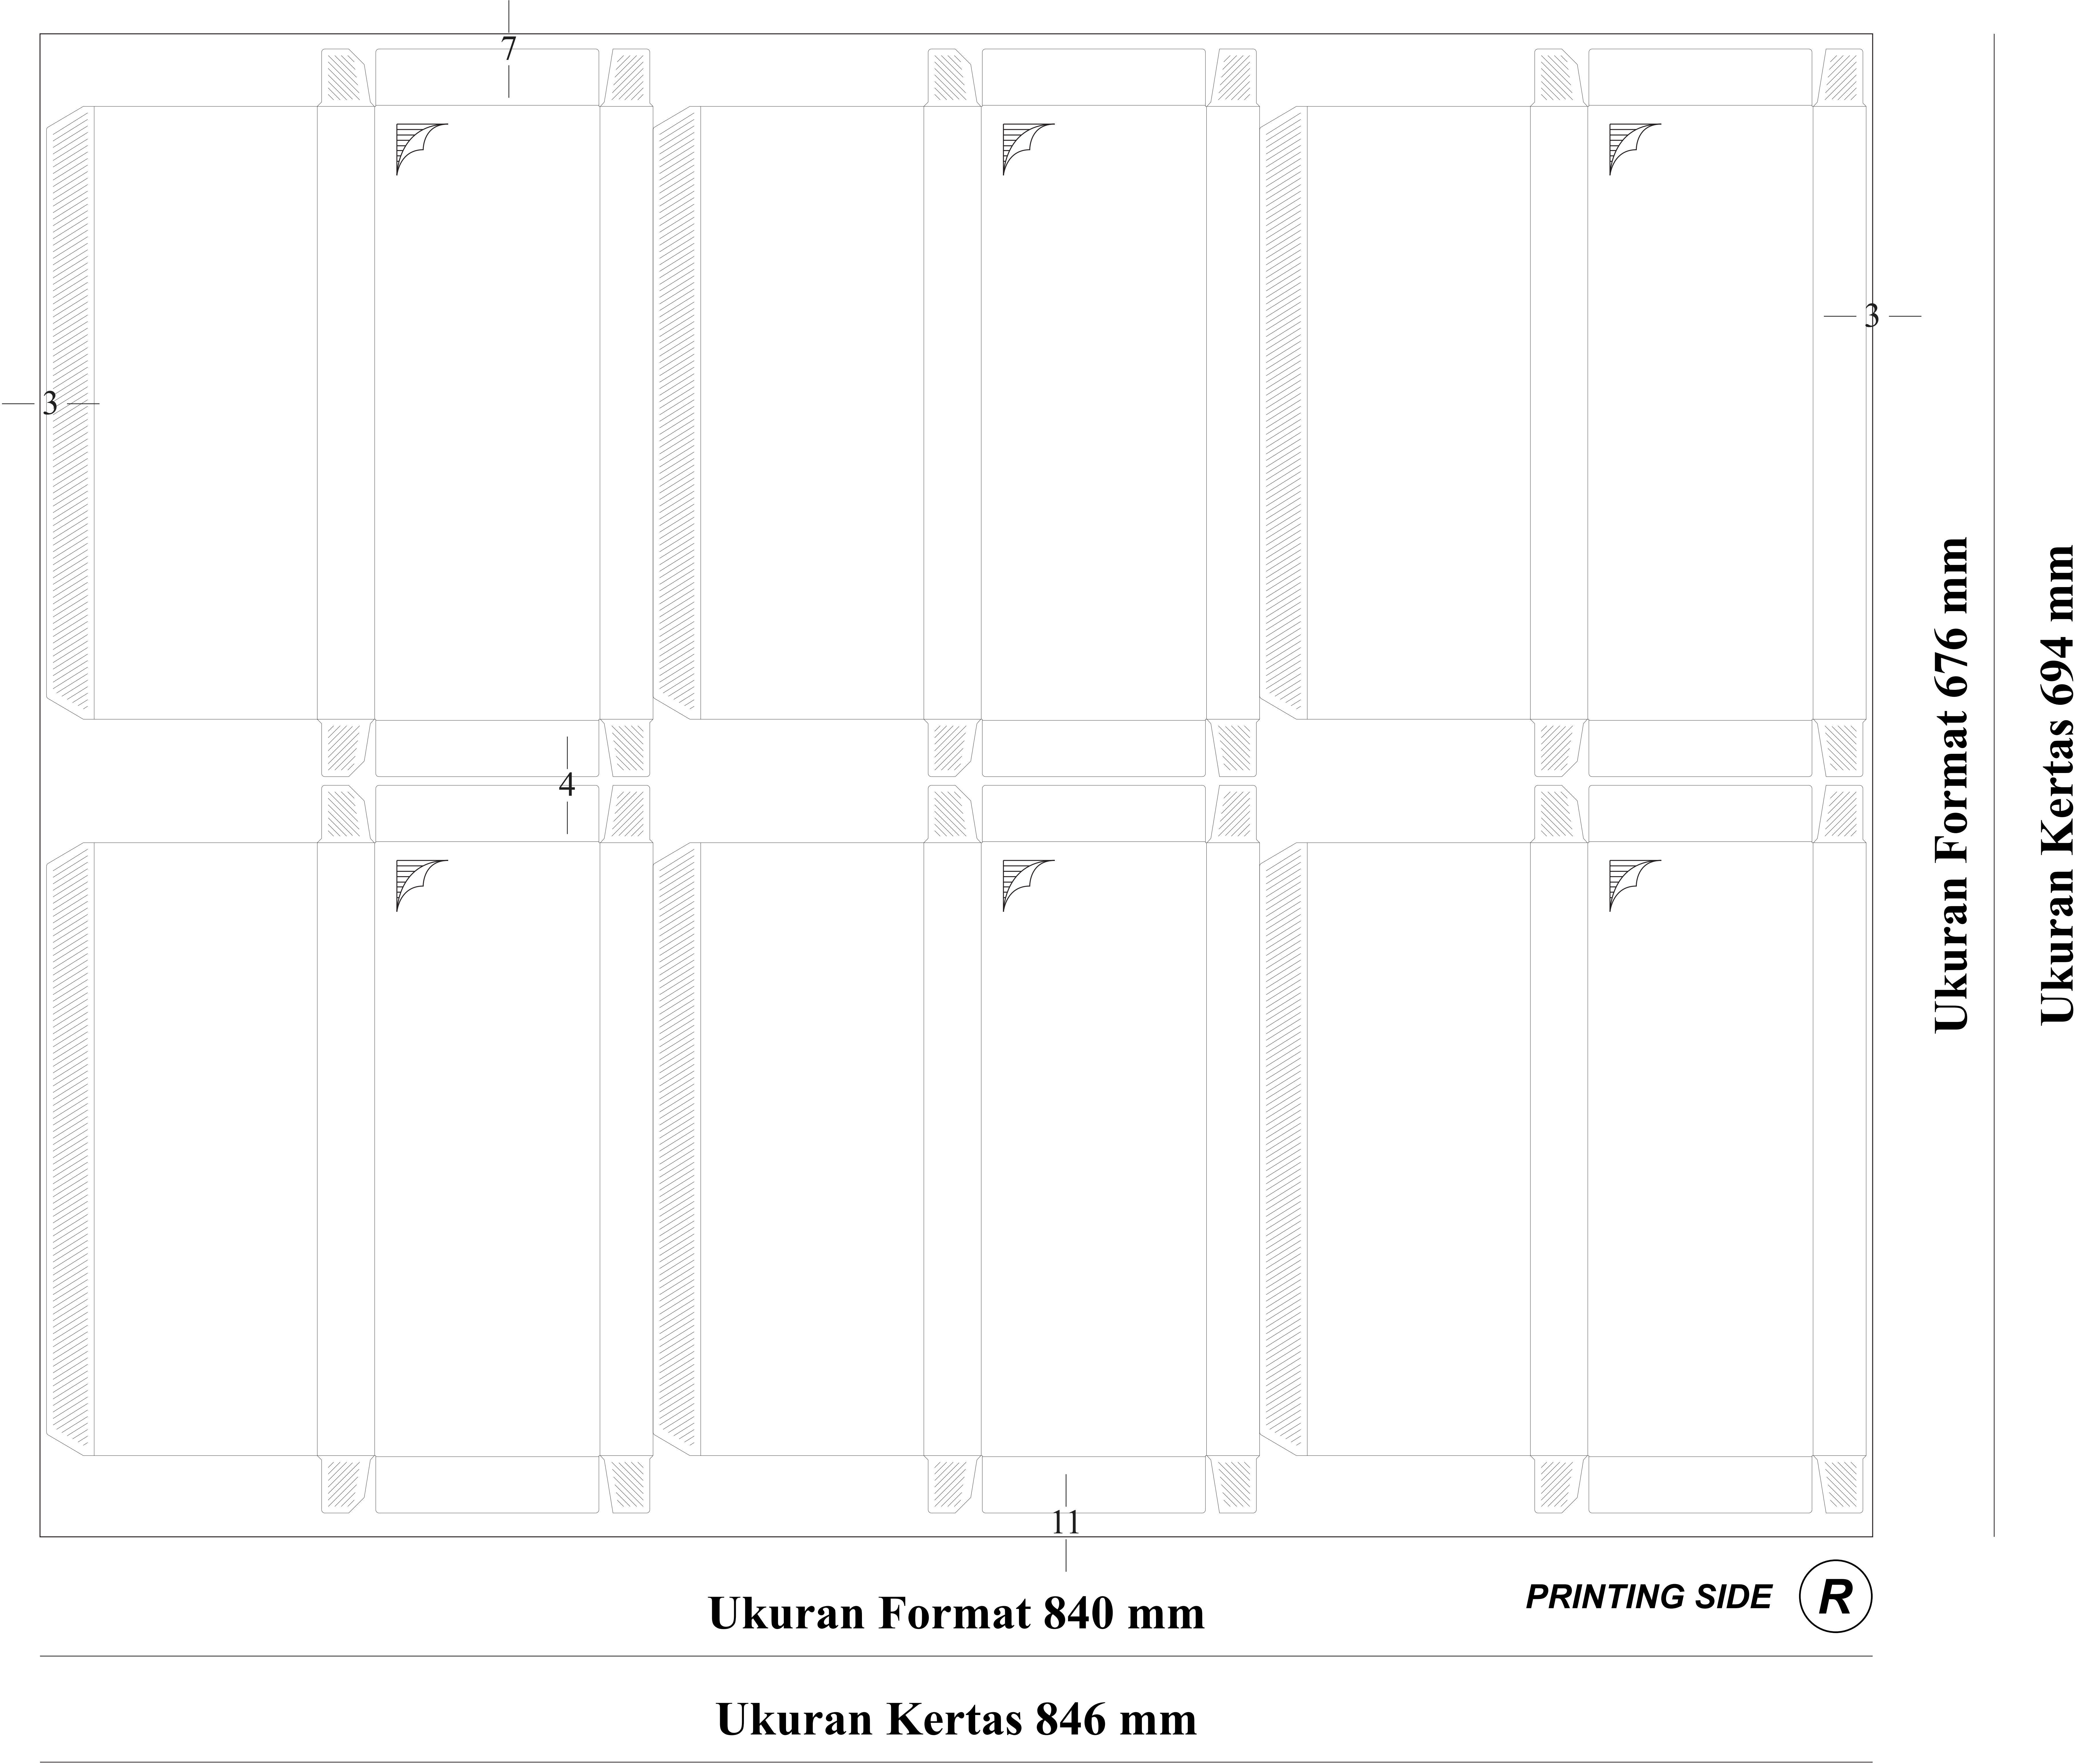 7
3
3
4
11
Ukuran Format 676 mm
Ukuran Kertas 694 mm
PRINTING SIDE R
Ukuran Format 840 mm
Ukuran Kertas 846 mm